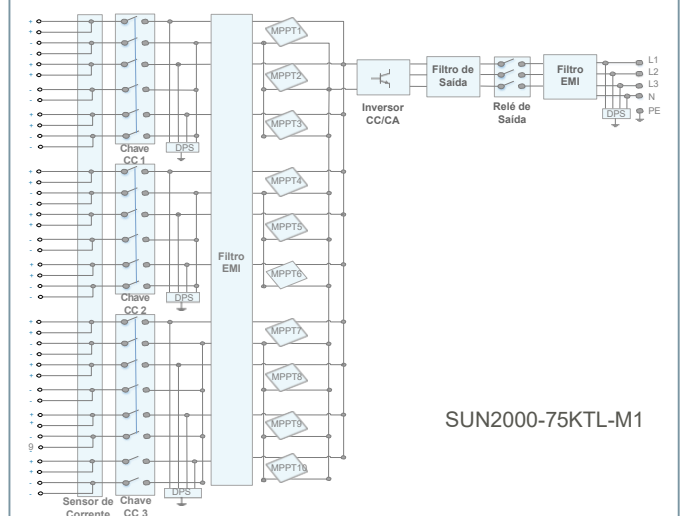 MPPT1
MPPT2
MPPT3
MPPT4
MPPT5
MPPT6
MPPT7
MPPT8
MPPT9
MPPT10
Chave
CC 1
DPS
Chave
CC 2
DPS
Sensor de
Corrente
Chave
CC 3
DPS
Filtro
EMI
Inversor
CC/CA
Filtro de
Saída
Relé de
Saída
Filtro
EMI
DPS
L1
L2
L3
N
PE
9
SUN2000-75KTL-M1